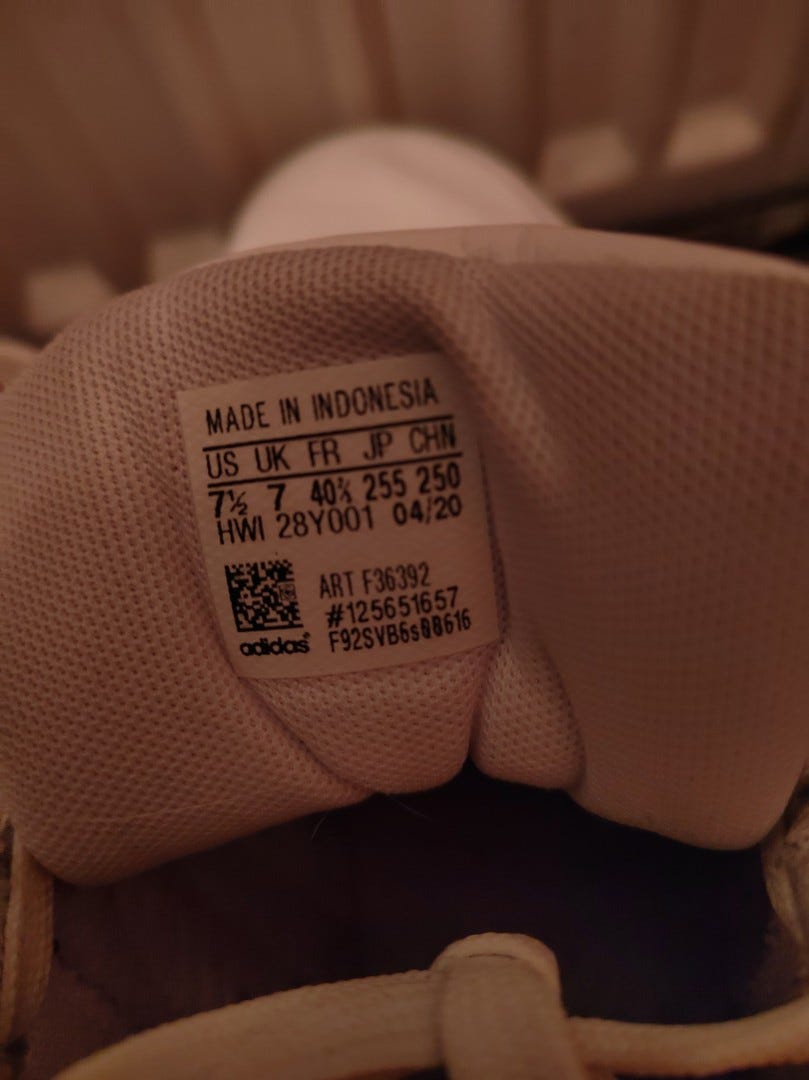 MADE IN INDONESIA
US UK FR JP CHN
7½ 7 40⅔ 255 250
HWI 28Y001 04/20
ART F36392
#125651657
adidas